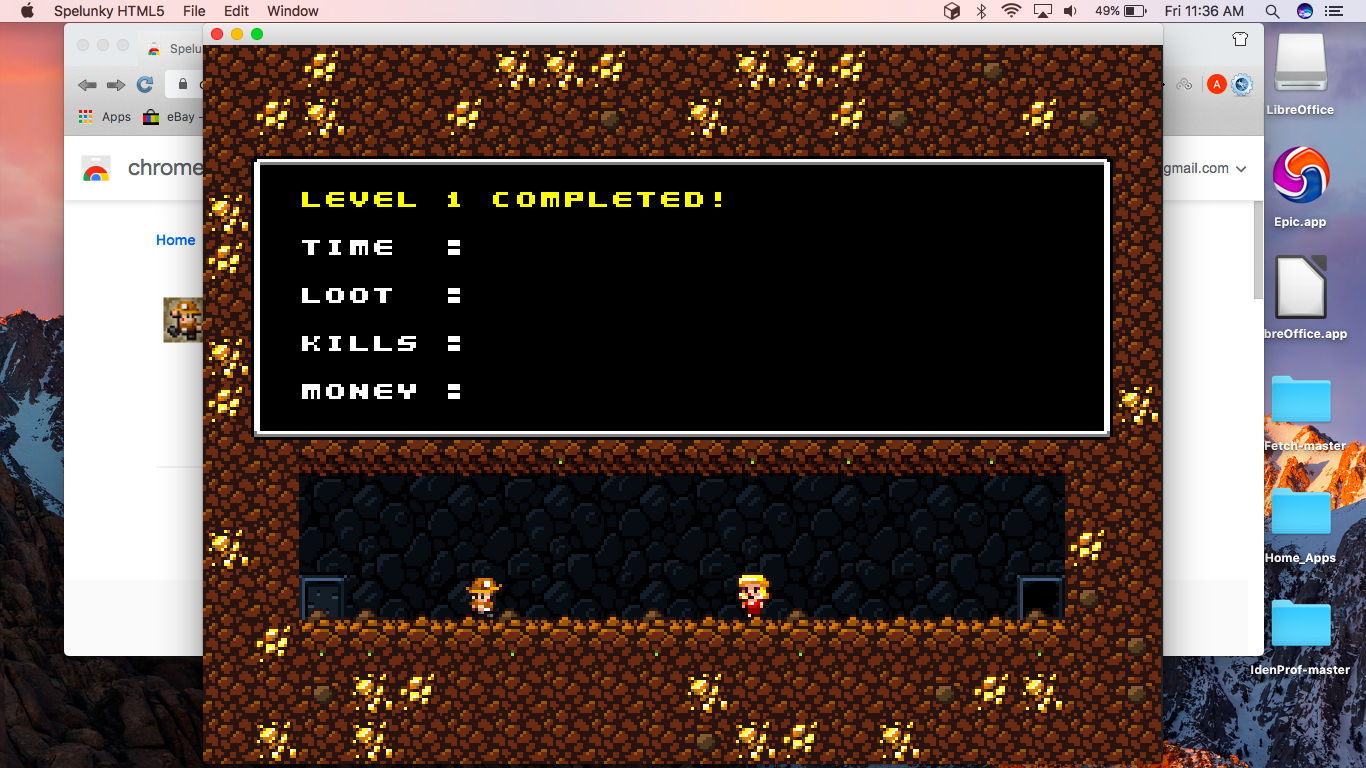 Spelunky HTML5 File Edit Window 49% Fri 11:36 AM
Spelu
Apps eBay -
A
chrome
gmail.com
Home
LEVEL 1 COMPLETED!
TIME :
LOOT :
KILLS :
MONEY :
LibreOffice
Epic.app
breOffice.app
Fetch-master
Home_Apps
IdenProf-master